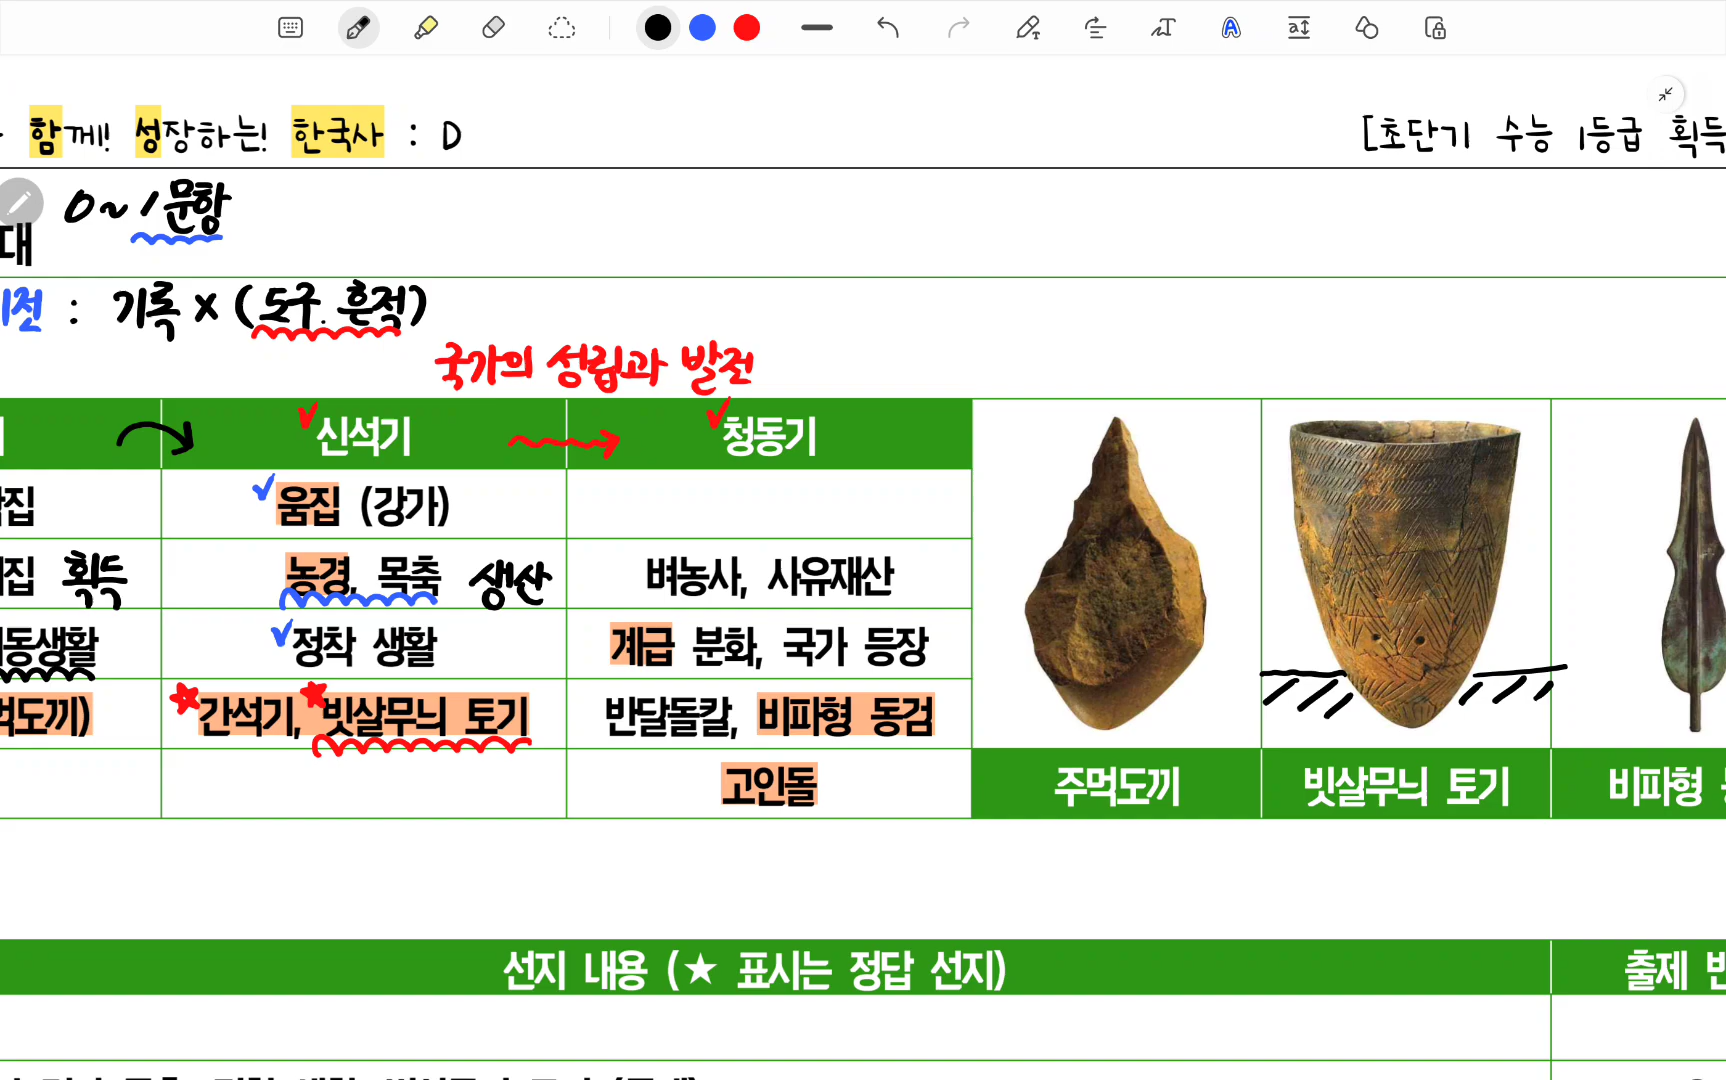 함께! 성장하는! 한국사 : D
[초단기 수능 1등급 획득
0~1문항
대
전 : 기록 × (도구. 흔적)
국가의 성립과 발전
신석기 청동기
집 움집 (강가)
집 획득 농경, 목축 생산 벼농사, 사유재산
동생활 정착 생활 계급 분화, 국가 등장
먹도끼) 간석기, 빗살무늬 토기 반달돌칼, 비파형 동검
고인돌
주먹도끼 빗살무늬 토기 비파형
선지 내용 (★ 표시는 정답 선지) 출제